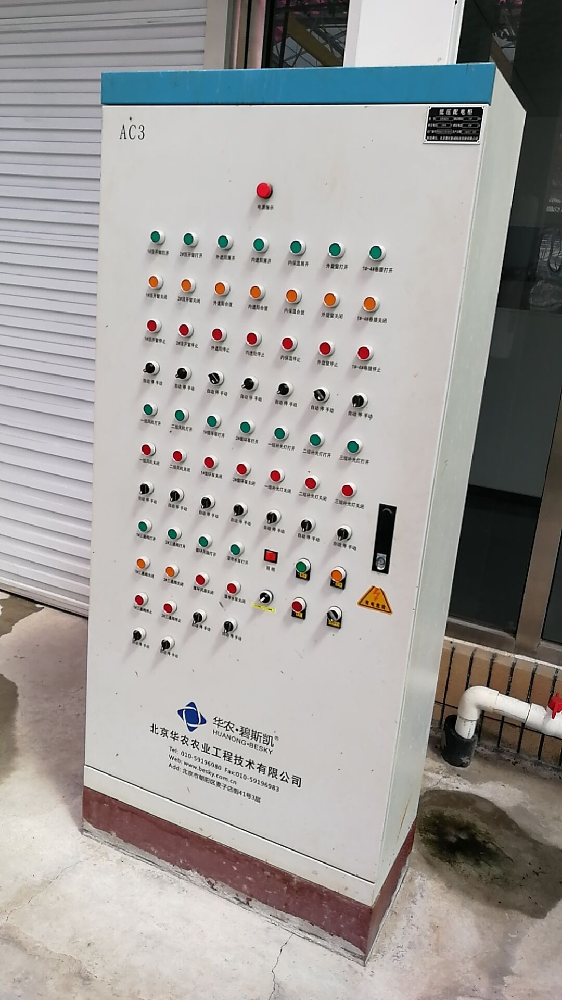 AC3
低压配电柜
电源指示
1#顶开窗打开 2#顶开窗打开 外遮阳展开 内遮阳展开 内保温展开 外旋窗打开 1#-4#卷膜打开
1#顶开窗关闭 2#顶开窗关闭 外遮阳合拢 内遮阳合拢 内保温合拢 外旋窗关闭 1#-4#卷膜关闭
1#顶开窗停止 2#顶开窗停止 外遮阳停止 内遮阳停止 内保温停止 外旋窗停止 1#-4#卷膜停止
自动 停 手动 自动 停 手动 自动 停 手动 自动 停 手动 自动 停 手动 自动 停 手动 自动 停 手动
一组风机打开 二组风机打开 1#循环泵打开 2#循环泵打开 一组补光灯打开 二组补光灯打开 三组补光灯打开
一组风机关闭 二组风机关闭 1#循环泵关闭 2#循环泵关闭 一组补光灯关闭 二组补光灯关闭 三组补光灯关闭
自动 停 手动 自动 停 手动 自动 停 手动 自动 停 手动 自动 停 手动 自动 停 手动 自动 停 手动
1#三通阀打开 2#三通阀打开 循环风扇打开 湿帘水泵打开 照明
1#三通阀关闭 2#三通阀关闭 循环风扇关闭 湿帘水泵关闭
1#三通阀停止 2#三通阀停止 自动 停 手动 自动 停 手动
自动 停 手动 自动 停 手动
有电危险
华农·碧斯凯®
HUANONG·BESKY
北京华农农业工程技术有限公司
Tel: 010-59196980 Fax:010-59196983
Web: www.besky.com.cn
Add: 北京市朝阳区麦子店街41号3层